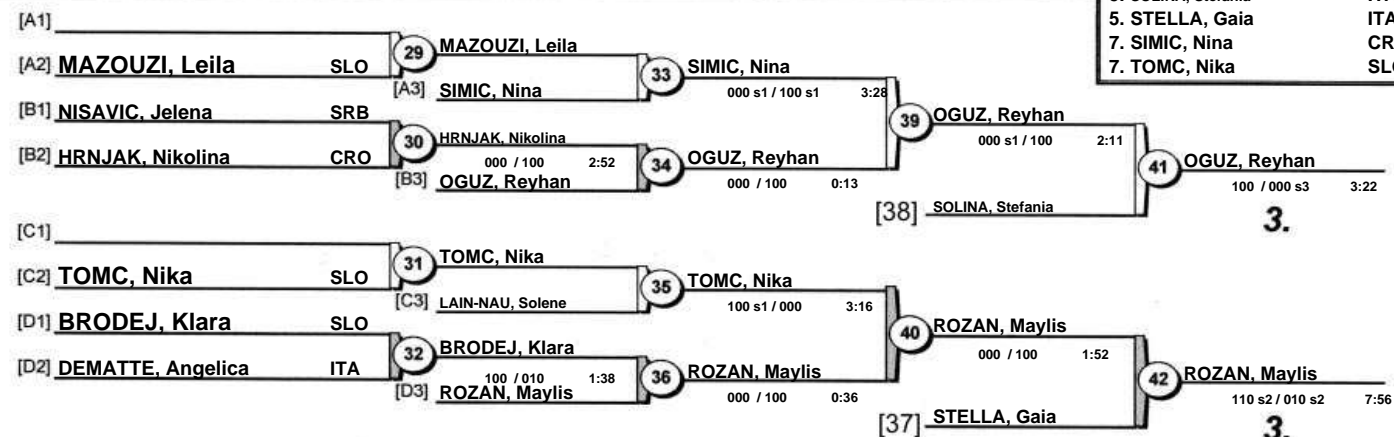 SOLINA, Stefania
5. STELLA, Gaia ITA
7. SIMIC, Nina CR
7. TOMC, Nika SL
[A1]
[A2] MAZOUZI, Leila SLO
29 MAZOUZI, Leila
[A3] SIMIC, Nina
33 SIMIC, Nina
000 s1 / 100 s1 3:28
[B1] NISAVIC, Jelena SRB
[B2] HRNJAK, Nikolina CRO
30 HRNJAK, Nikolina
000 / 100 2:52
[B3] OGUZ, Reyhan
34 OGUZ, Reyhan
000 / 100 0:13
39 OGUZ, Reyhan
000 s1 / 100 2:11
[38] SOLINA, Stefania
41 OGUZ, Reyhan
100 / 000 s3 3:22
3.
[C1]
[C2] TOMC, Nika SLO
31 TOMC, Nika
[C3] LAIN-NAU, Solene
35 TOMC, Nika
100 s1 / 000 3:16
[D1] BRODEJ, Klara SLO
[D2] DEMATTE, Angelica ITA
32 BRODEJ, Klara
100 / 010 1:38
[D3] ROZAN, Maylis
36 ROZAN, Maylis
000 / 100 0:36
40 ROZAN, Maylis
000 / 100 1:52
[37] STELLA, Gaia
42 ROZAN, Maylis
110 s2 / 010 s2 7:56
3.